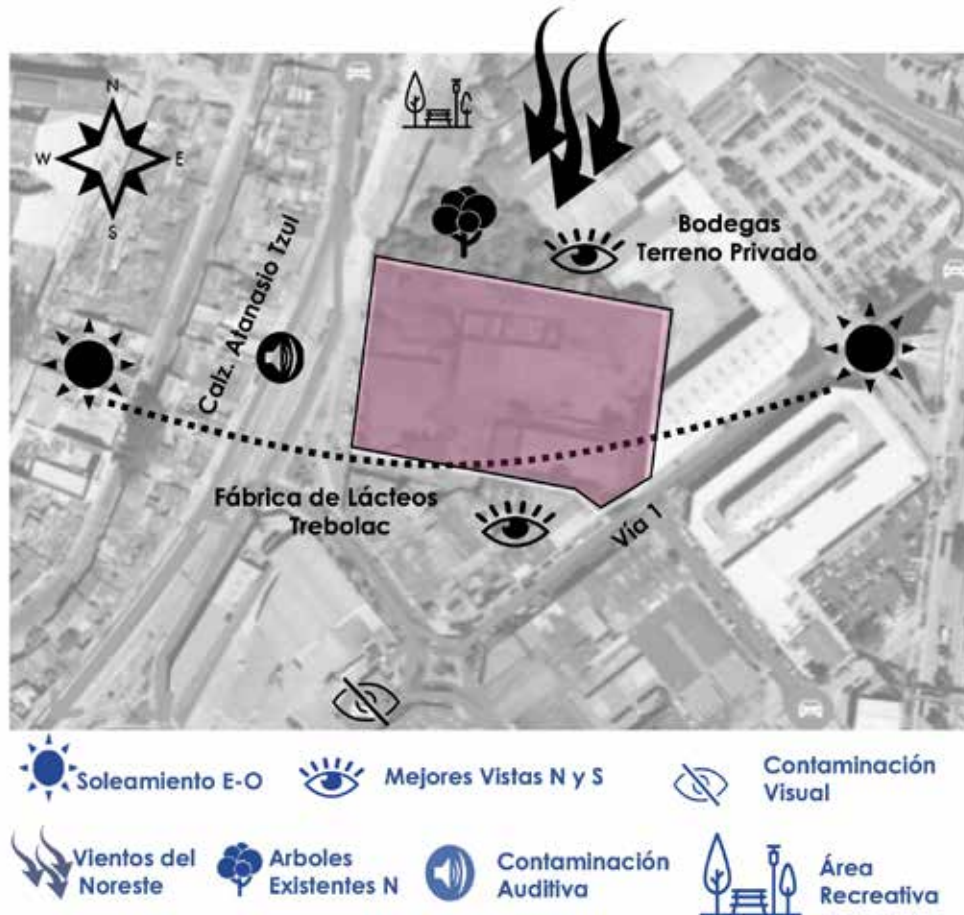 N
W E
S
Calz. Atanasio Tzul
Bodegas
Terreno Privado
Fábrica de Lácteos
Trebolac
Vía 1
Soleamiento E-O
Mejores Vistas N y S
Contaminación
Visual
Vientos del
Noreste
Arboles
Existentes N
Contaminación
Auditiva
Área
Recreativa